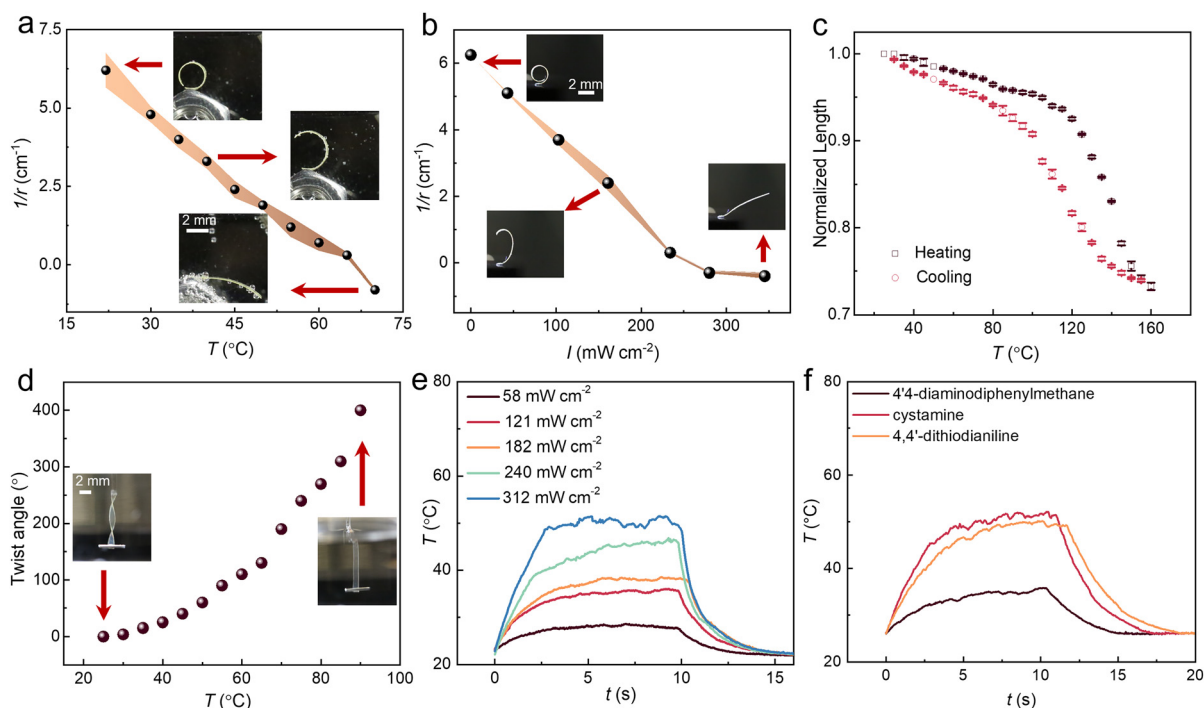 a
7.5
5.0
2.5
0.0
1/r (cm-1)
2 mm
15
30
45
60
75
T (°C)
b
6
4
2
0
1/r (cm-1)
2 mm
0
100
200
300
I (mW cm-2)
c
1.0
0.9
0.8
0.7
Normalized Length
Heating
Cooling
40
80
120
160
T (°C)
d
400
300
200
100
0
Twist angle (°)
2 mm
20
40
60
80
100
T (°C)
e
80
60
40
20
T (°C)
58 mW cm-2
121 mW cm-2
182 mW cm-2
240 mW cm-2
312 mW cm-2
0
5
10
15
t (s)
f
80
60
40
20
T (°C)
4'4-diaminodiphenylmethane
cystamine
4,4'-dithiodianiline
0
5
10
15
20
t (s)